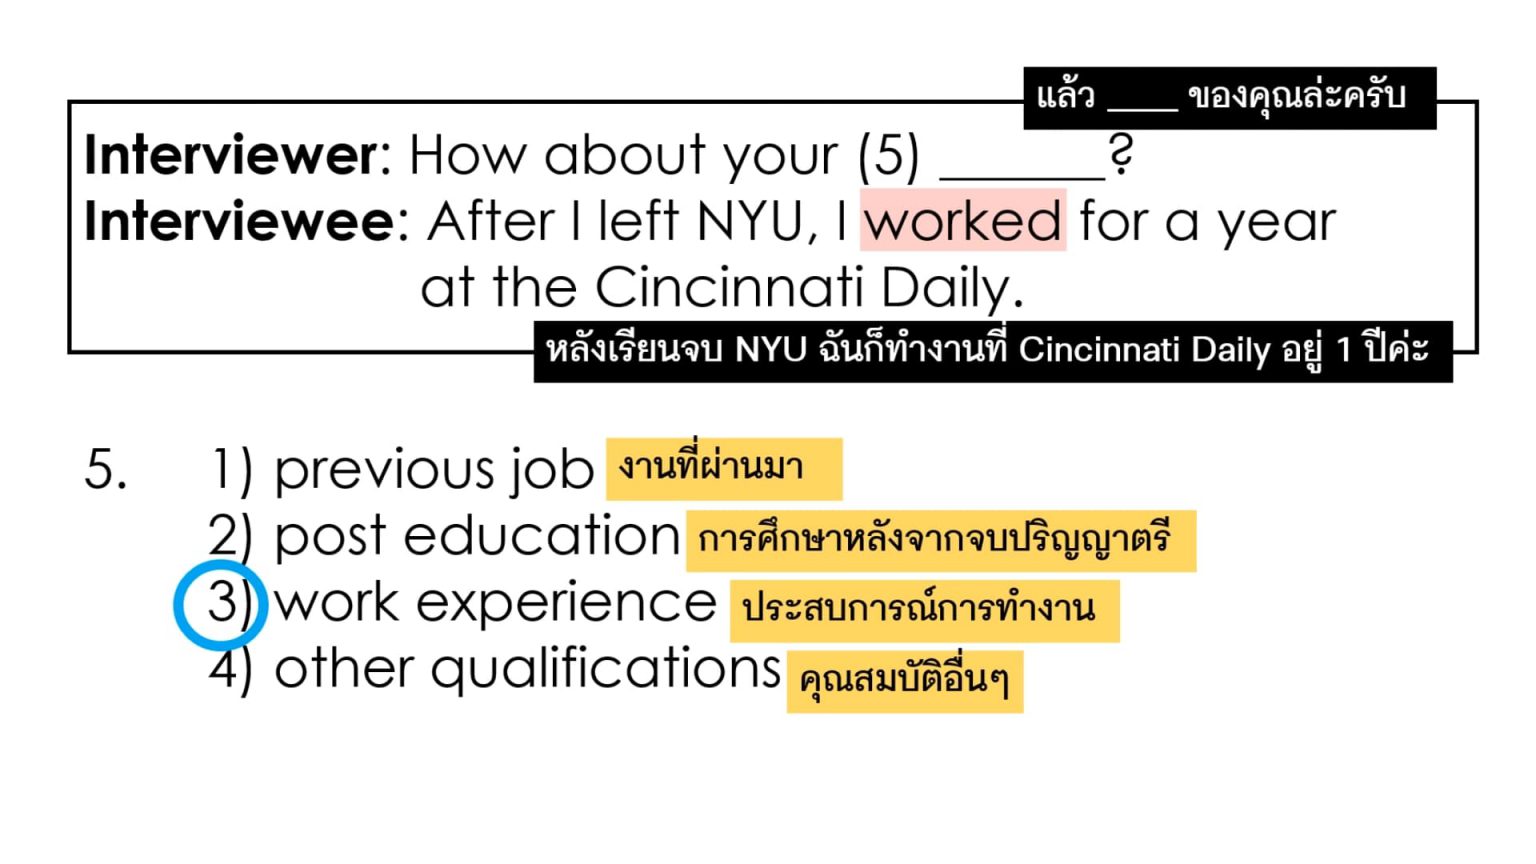 แล้ว ____ ของคุณล่ะครับ
Interviewer: How about your (5) ______?
Interviewee: After I left NYU, I worked for a year
at the Cincinnati Daily.
หลังเรียนจบ NYU ฉันก็ทำงานที่ Cincinnati Daily อยู่ 1 ปีค่ะ
5. 1) previous job งานที่ผ่านมา
2) post education การศึกษาหลังจากจบปริญญาตรี
3) work experience ประสบการณ์การทำงาน
4) other qualifications คุณสมบัติอื่นๆ